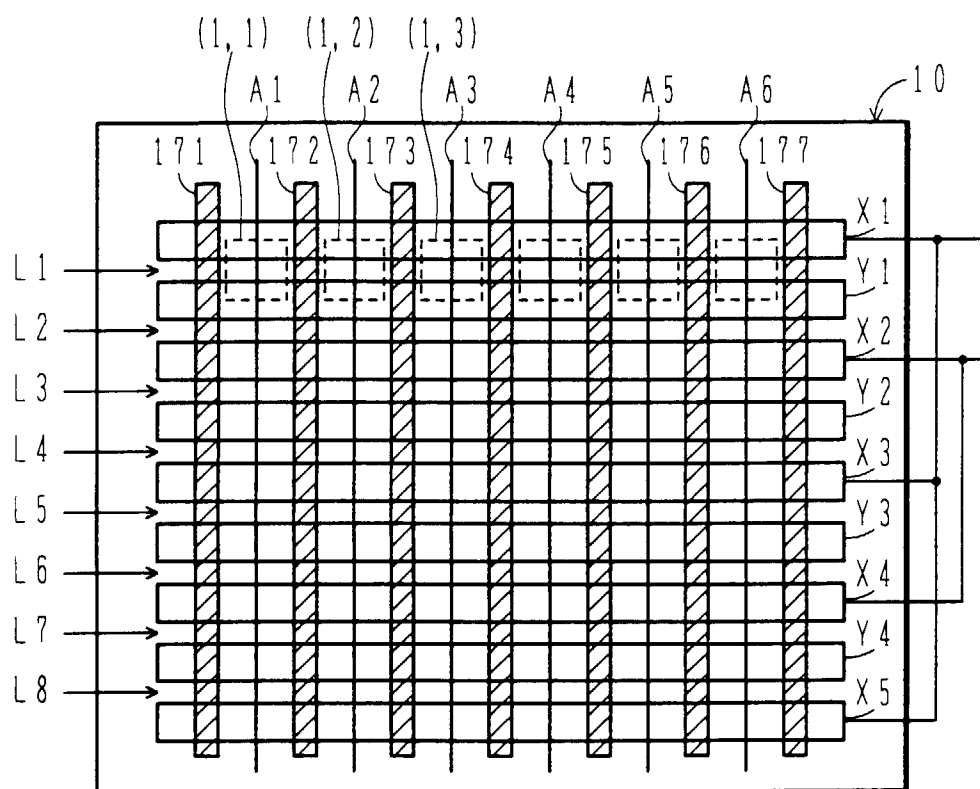 (1, 1) (1, 2) (1, 3)
A1 A2 A3 A4 A5 A6 10
171 172 173 174 175 176 177
X1
L1
Y1
L2
X2
L3
Y2
L4
X3
L5
Y3
L6
X4
L7
Y4
L8
X5